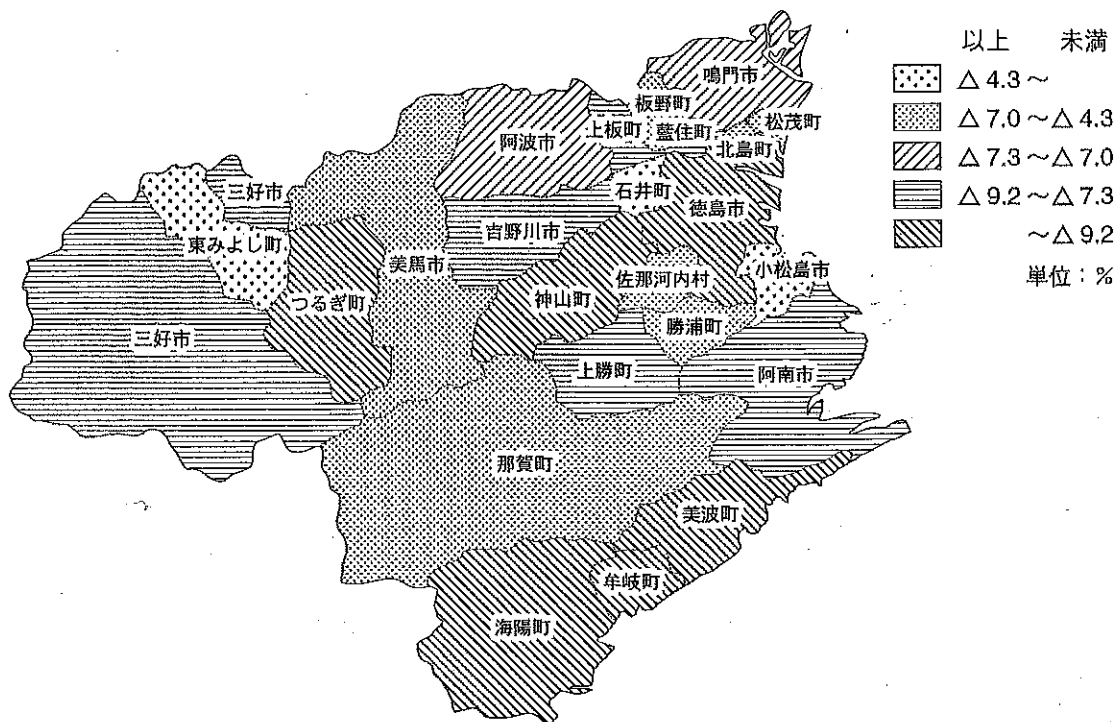 以上 未満
△4.3～
△7.0～△4.3
△7.3～△7.0
△9.2～△7.3
～△9.2
単位：%
鳴門市
板野町
松茂町
上板町
藍住町
阿波市
北島町
三好市
石井町
徳島市
吉野川市
東みよし町
美馬市
小松島市
佐那河内村
つるぎ町
神山町
勝浦町
三好市
上勝町
阿南市
那賀町
美波町
牟岐町
海陽町